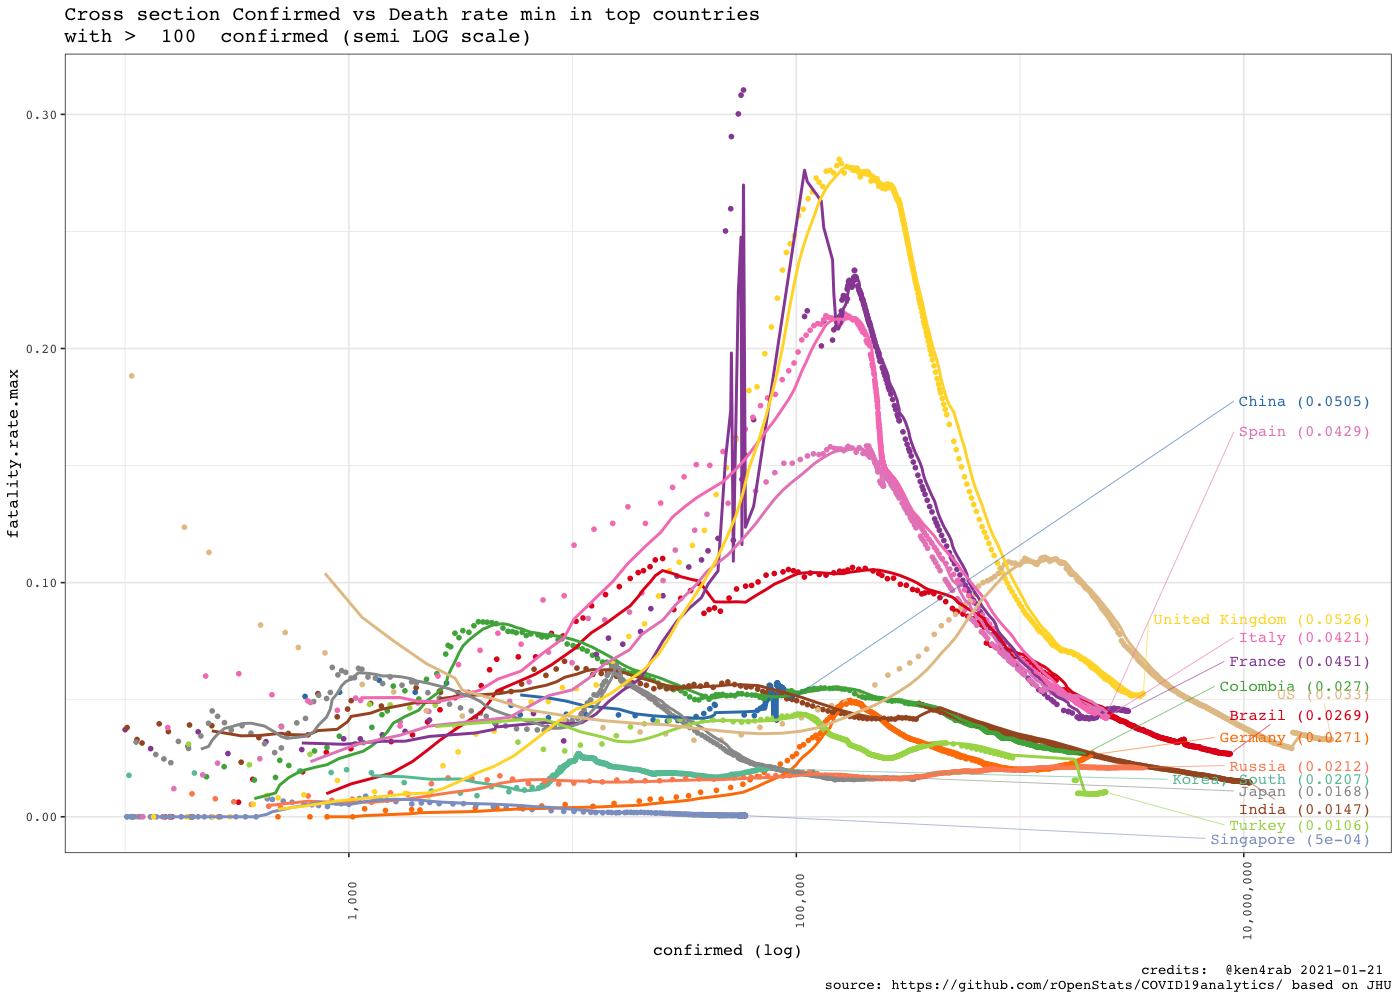 Cross section Confirmed vs Death rate min in top countries
with >  100  confirmed (semi LOG scale)
0.30
0.20
0.10
0.00
fatality.rate.max
China (0.0505)
Spain (0.0429)
United Kingdom (0.0526)
Italy (0.0421)
France (0.0451)
Colombia (0.027)
US (0.033)
Brazil (0.0269)
Germany (0.0271)
Russia (0.0212)
Korea, South (0.0207)
Japan (0.0168)
India (0.0147)
Turkey (0.0106)
Singapore (5e-04)
1,000
100,000
10,000,000
confirmed (log)
credits:  @ken4rab 2021-01-21
source: https://github.com/rOpenStats/COVID19analytics/ based on JHU